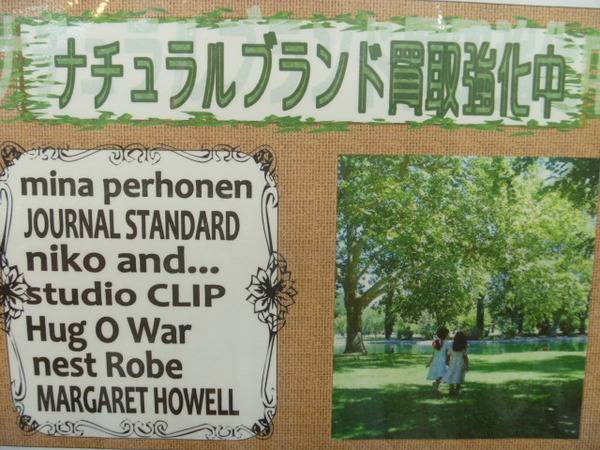 ナチュラルブランド買取強化中
mina perhonen
JOURNAL STANDARD
niko and...
studio CLIP
Hug O War
nest Robe
MARGARET HOWELL